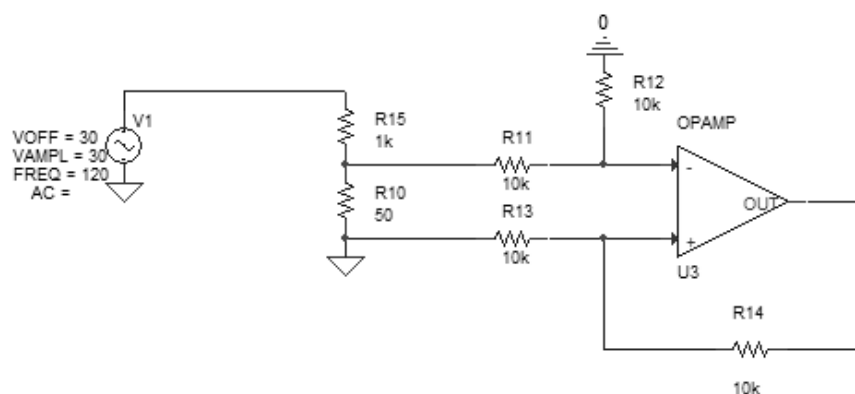 0
V1
VOFF = 30
VAMPL = 30
FREQ = 120
AC =
R15
1k
R10
50
R11
10k
R13
10k
R12
10k
OPAMP
-
OUT
+
U3
R14
10k